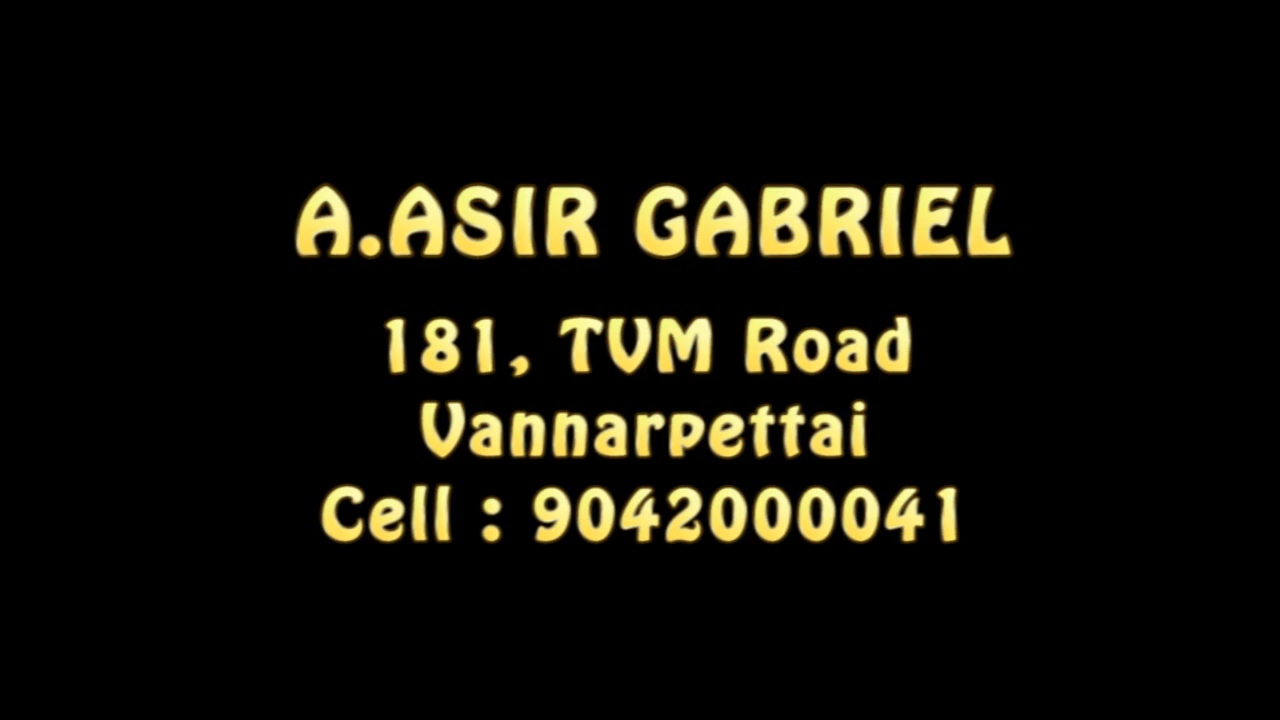 A.ASIR GABRIEL
181, TVM Road
Vannarpettai
Cell : 9042000041